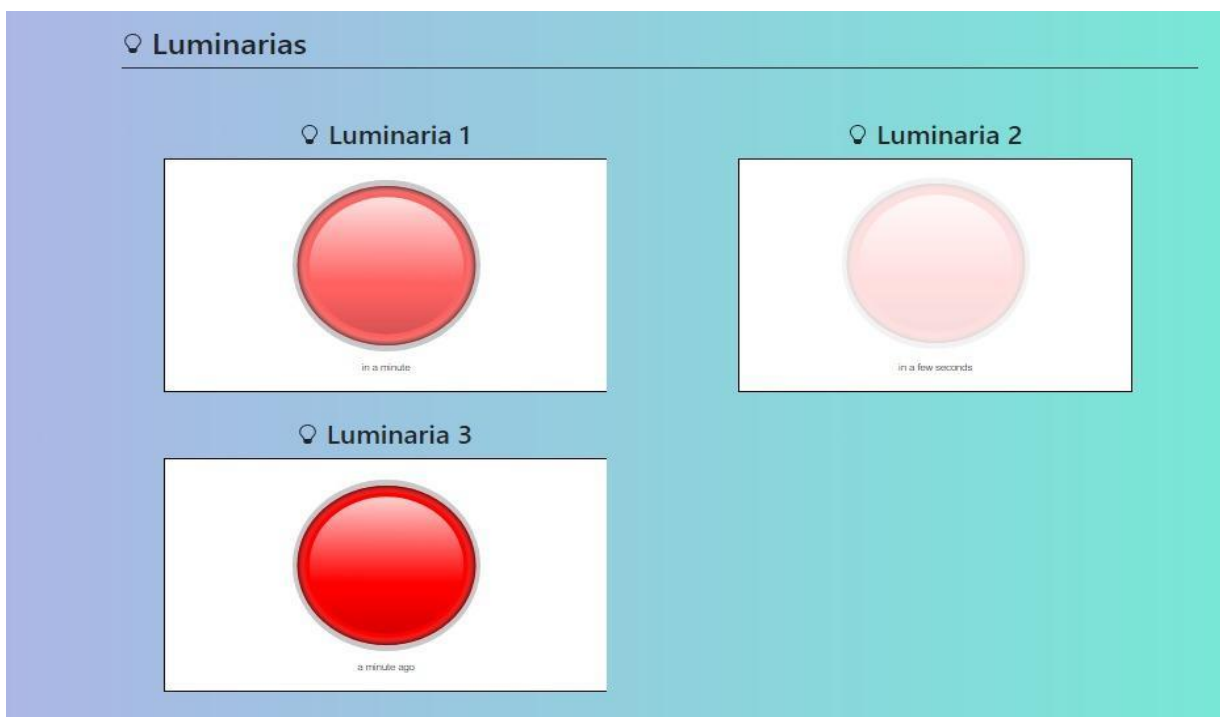 Luminarias
Luminaria 1
Luminaria 2
in a minute
in a few seconds
Luminaria 3
a minute ago